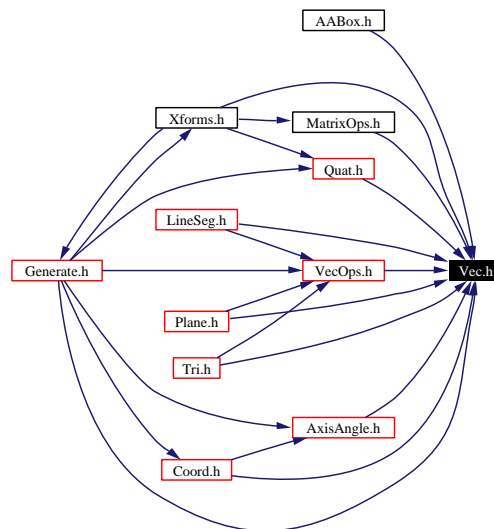 AABox.h
Xforms.h
MatrixOps.h
Quat.h
LineSeg.h
Generate.h
VecOps.h
Vec.h
Plane.h
Tri.h
AxisAngle.h
Coord.h